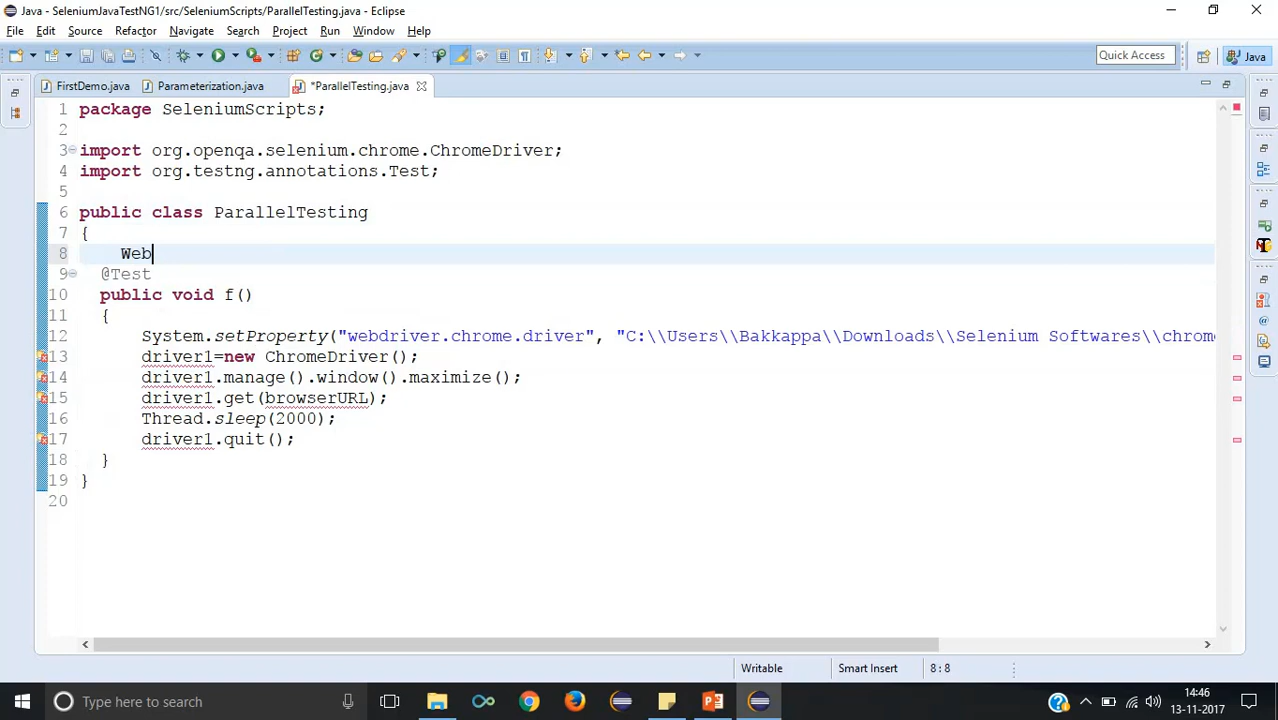 Java - SeleniumJavaTestNG1/src/SeleniumScripts/ParallelTesting.java - Eclipse
File Edit Source Refactor Navigate Search Project Run Window Help
Quick Access Java
FirstDemo.java Parameterization.java *ParallelTesting.java
1 package SeleniumScripts;
2
3 import org.openqa.selenium.chrome.ChromeDriver;
4 import org.testng.annotations.Test;
5
6 public class ParallelTesting
7 {
8 Web
9 @Test
10 public void f()
11 {
12 System.setProperty("webdriver.chrome.driver", "C:\\Users\\Bakkappa\\Downloads\\Selenium Softwares\\chrome
13 driver1=new ChromeDriver();
14 driver1.manage().window().maximize();
15 driver1.get(browserURL);
16 Thread.sleep(2000);
17 driver1.quit();
18 }
19 }
20
Writable Smart Insert 8 : 8
Type here to search
14:46
13-11-2017